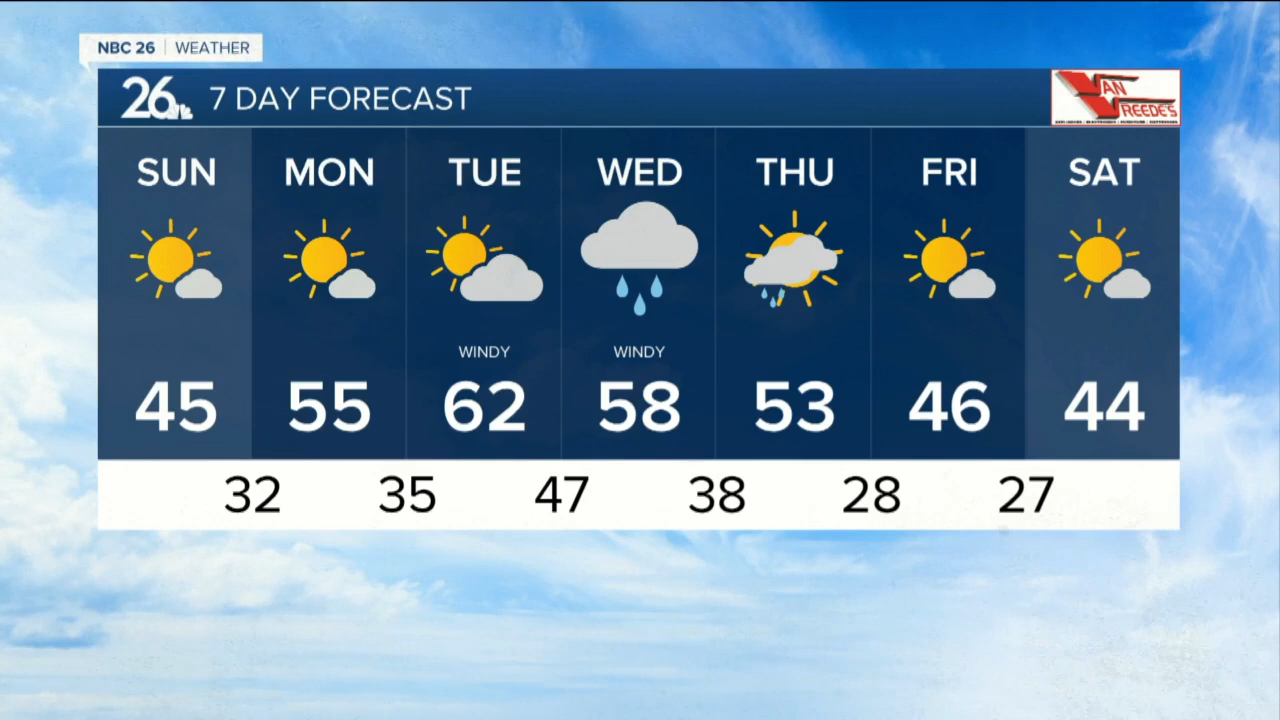 NBC 26 | WEATHER
26 7 DAY FORECAST
VAN VREEDE'S
SUN MON TUE WED THU FRI SAT
WINDY WINDY
45 55 62 58 53 46 44
32 35 47 38 28 27